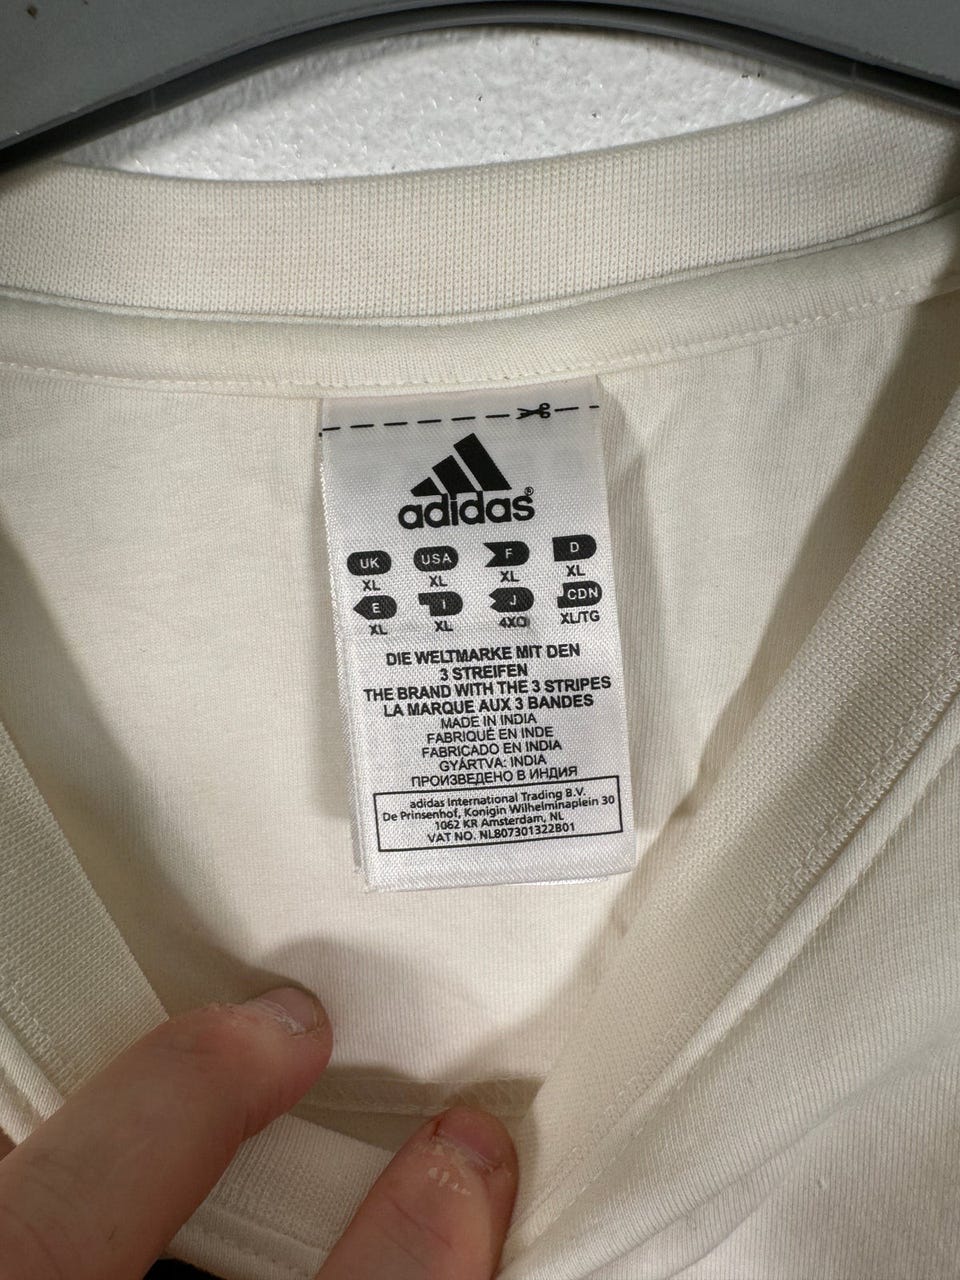 adidas®
UK USA F D
XL XL XL XL
E I J CDN
XL XL 4XO XL/TG
DIE WELTMARKE MIT DEN
3 STREIFEN
THE BRAND WITH THE 3 STRIPES
LA MARQUE AUX 3 BANDES
MADE IN INDIA
FABRIQUÉ EN INDE
FABRICADO EN INDIA
GYÁRTVA: INDIA
ПРОИЗВЕДЕНО В ИНДИЯ
adidas International Trading B.V.
De Prinsenhof, Konigin Wilhelminaplein 30
1062 KR Amsterdam, NL
VAT NO. NL807301322B01